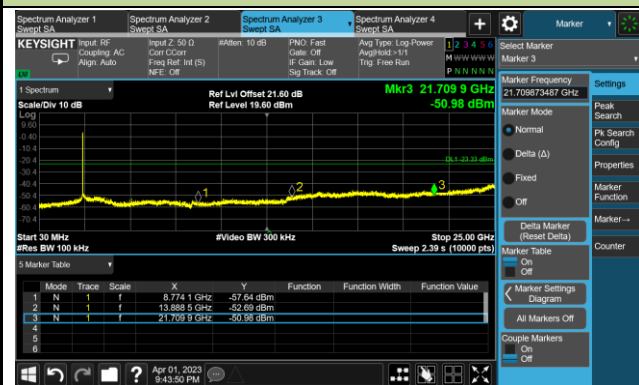 Spectrum Analyzer 1
Swept SA
Spectrum Analyzer 2
Swept SA
Spectrum Analyzer 3
Swept SA
Spectrum Analyzer 4
Swept SA
Marker
KEYSIGHT
Input: RF
Coupling: AC
Align: Auto
Input Z: 50 Ω
Corr CCorr
Freq Ref: Int (S)
NFE: Off
#Atten: 10 dB
PNO: Fast
Gate: Off
IF Gain: Low
Sig Track: Off
Avg Type: Log-Power
Avg|Hold:>1/1
Trig: Free Run
1 2 3 4 5 6
M W W W W W
P N N N N N
LW
Select Marker
Marker 3
1 Spectrum
Scale/Div 10 dB
Ref Lvl Offset 21.60 dB
Ref Level 19.60 dBm
Mkr3 21.709 9 GHz
-50.98 dBm
Log
9.60
-0.40
-10.4
-20.4
-30.4
-40.4
-50.4
-60.4
-70.4
DL1 -23.33 dBm
1
2
3
Start 30 MHz
#Res BW 100 kHz
#Video BW 300 kHz
Stop 25.00 GHz
Sweep 2.39 s (10000 pts)
5 Marker Table
Mode Trace Scale X Y Function Function Width Function Value
1 N 1 f 8.774 1 GHz -57.64 dBm
2 N 1 f 13.888 5 GHz -52.69 dBm
3 N 1 f 21.709 9 GHz -50.98 dBm
4
5
6
Marker Frequency
21.709873487 GHz
Marker Mode
Normal
Delta (Δ)
Fixed
Off
Delta Marker
(Reset Delta)
Marker Table
On
Off
Marker Settings
Diagram
All Markers Off
Couple Markers
On
Off
Settings
Peak
Search
Pk Search
Config
Properties
Marker
Function
Marker→
Counter
Apr 01, 2023
9:43:50 PM